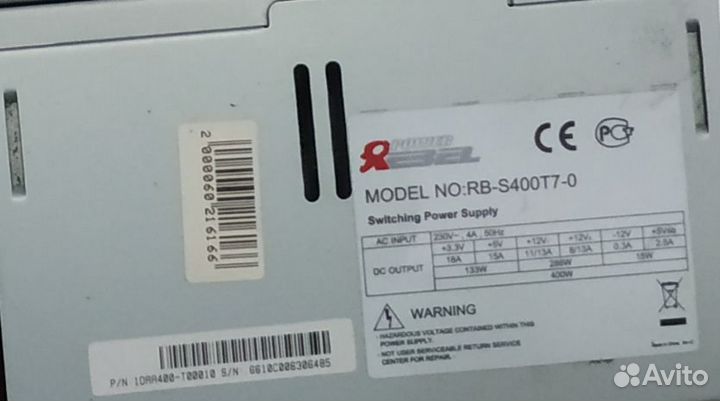 2 000060 216166
POWER
CE
MODEL NO:RB-S400T7-0
Switching Power Supply
AC INPUT 230V~, 4A, 50Hz
DC OUTPUT +3.3V +5V +12V₁ +12V₂ -12V +5Vsb
18A 15A 11/13A 8/13A 0.3A 2.5A
133W 288W 15W
400W
WARNING
- HAZARDOUS VOLTAGE CONTAINED WITHIN THIS
POWER SUPPLY.
- NOT USER SERVICEABLE RETURN SERVICE
CENTER FOR REPAIR.
P/N 1DAA400-T00010 S/N 6610C006306485
Avito